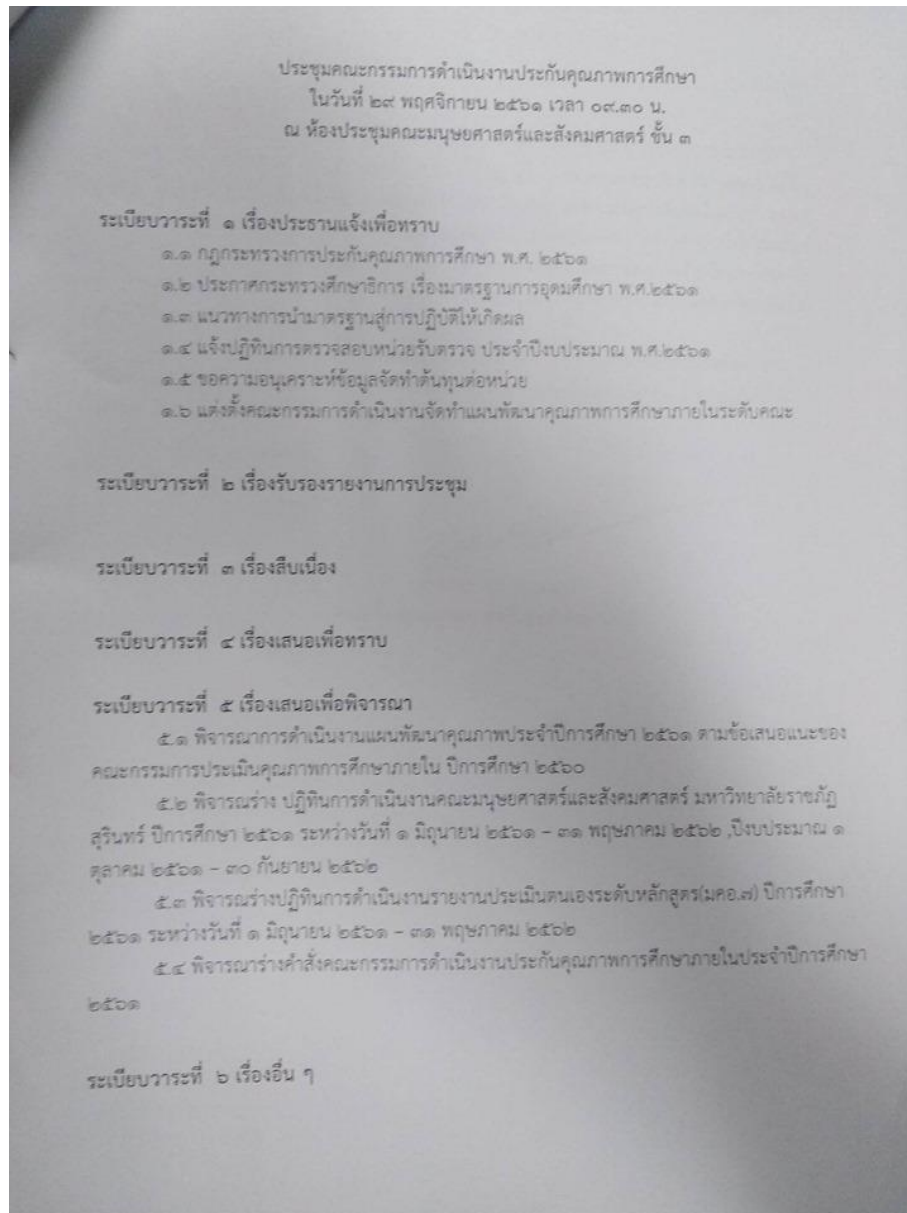 ประชุมคณะกรรมการดำเนินงานประกันคุณภาพการศึกษา
ในวันที่ ๒๙ พฤศจิกายน ๒๕๖๑ เวลา ๐๙.๓๐ น.
ณ ห้องประชุมคณะมนุษยศาสตร์และสังคมศาสตร์ ชั้น ๓
ระเบียบวาระที่ ๑ เรื่องประธานแจ้งเพื่อทราบ
๑.๑ กฎกระทรวงการประกันคุณภาพการศึกษา พ.ศ. ๒๕๖๑
๑.๒ ประกาศกระทรวงศึกษาธิการ เรื่องมาตรฐานการอุดมศึกษา พ.ศ.๒๕๖๑
๑.๓ แนวทางการนำมาตรฐานสู่การปฏิบัติให้เกิดผล
๑.๔ แจ้งปฏิทินการตรวจสอบหน่วยรับตรวจ ประจำปีงบประมาณ พ.ศ.๒๕๖๑
๑.๕ ขอความอนุเคราะห์ข้อมูลจัดทำต้นทุนต่อหน่วย
๑.๖ แต่งตั้งคณะกรรมการดำเนินงานจัดทำแผนพัฒนาคุณภาพการศึกษาภายในระดับคณะ
ระเบียบวาระที่ ๒ เรื่องรับรองรายงานการประชุม
ระเบียบวาระที่ ๓ เรื่องสืบเนื่อง
ระเบียบวาระที่ ๔ เรื่องเสนอเพื่อทราบ
ระเบียบวาระที่ ๕ เรื่องเสนอเพื่อพิจารณา
๕.๑ พิจารณาการดำเนินงานแผนพัฒนาคุณภาพประจำปีการศึกษา ๒๕๖๑ ตามข้อเสนอแนะของ
คณะกรรมการประเมินคุณภาพการศึกษาภายใน ปีการศึกษา ๒๕๖๐
๕.๒ พิจารณร่าง ปฏิทินการดำเนินงานคณะมนุษยศาสตร์และสังคมศาสตร์ มหาวิทยาลัยราชภัฏ
สุรินทร์ ปีการศึกษา ๒๕๖๑ ระหว่างวันที่ ๑ มิถุนายน ๒๕๖๑ – ๓๑ พฤษภาคม ๒๕๖๒ ,ปีงบประมาณ ๑
ตุลาคม ๒๕๖๑ – ๓๐ กันยายน ๒๕๖๒
๕.๓ พิจารณร่างปฏิทินการดำเนินงานรายงานประเมินตนเองระดับหลักสูตร(มคอ.๗) ปีการศึกษา
๒๕๖๑ ระหว่างวันที่ ๑ มิถุนายน ๒๕๖๑ – ๓๑ พฤษภาคม ๒๕๖๒
๕.๔ พิจารณาร่างคำสั่งคณะกรรมการดำเนินงานประกันคุณภาพการศึกษาภายในประจำปีการศึกษา
๒๕๖๑
ระเบียบวาระที่ ๖ เรื่องอื่น ๆ